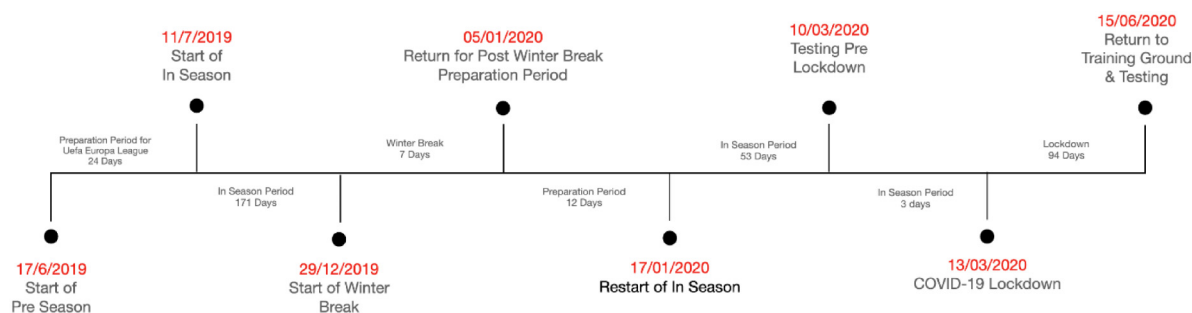 11/7/2019
Start of
In Season
05/01/2020
Return for Post Winter Break
Preparation Period
10/03/2020
Testing Pre
Lockdown
15/06/2020
Return to
Training Ground
& Testing
Preparation Period for
Uefa Europa League
24 Days
Winter Break
7 Days
In Season Period
53 Days
Lockdown
94 Days
In Season Period
171 Days
Preparation Period
12 Days
In Season Period
3 days
17/6/2019
Start of
Pre Season
29/12/2019
Start of Winter
Break
17/01/2020
Restart of In Season
13/03/2020
COVID-19 Lockdown